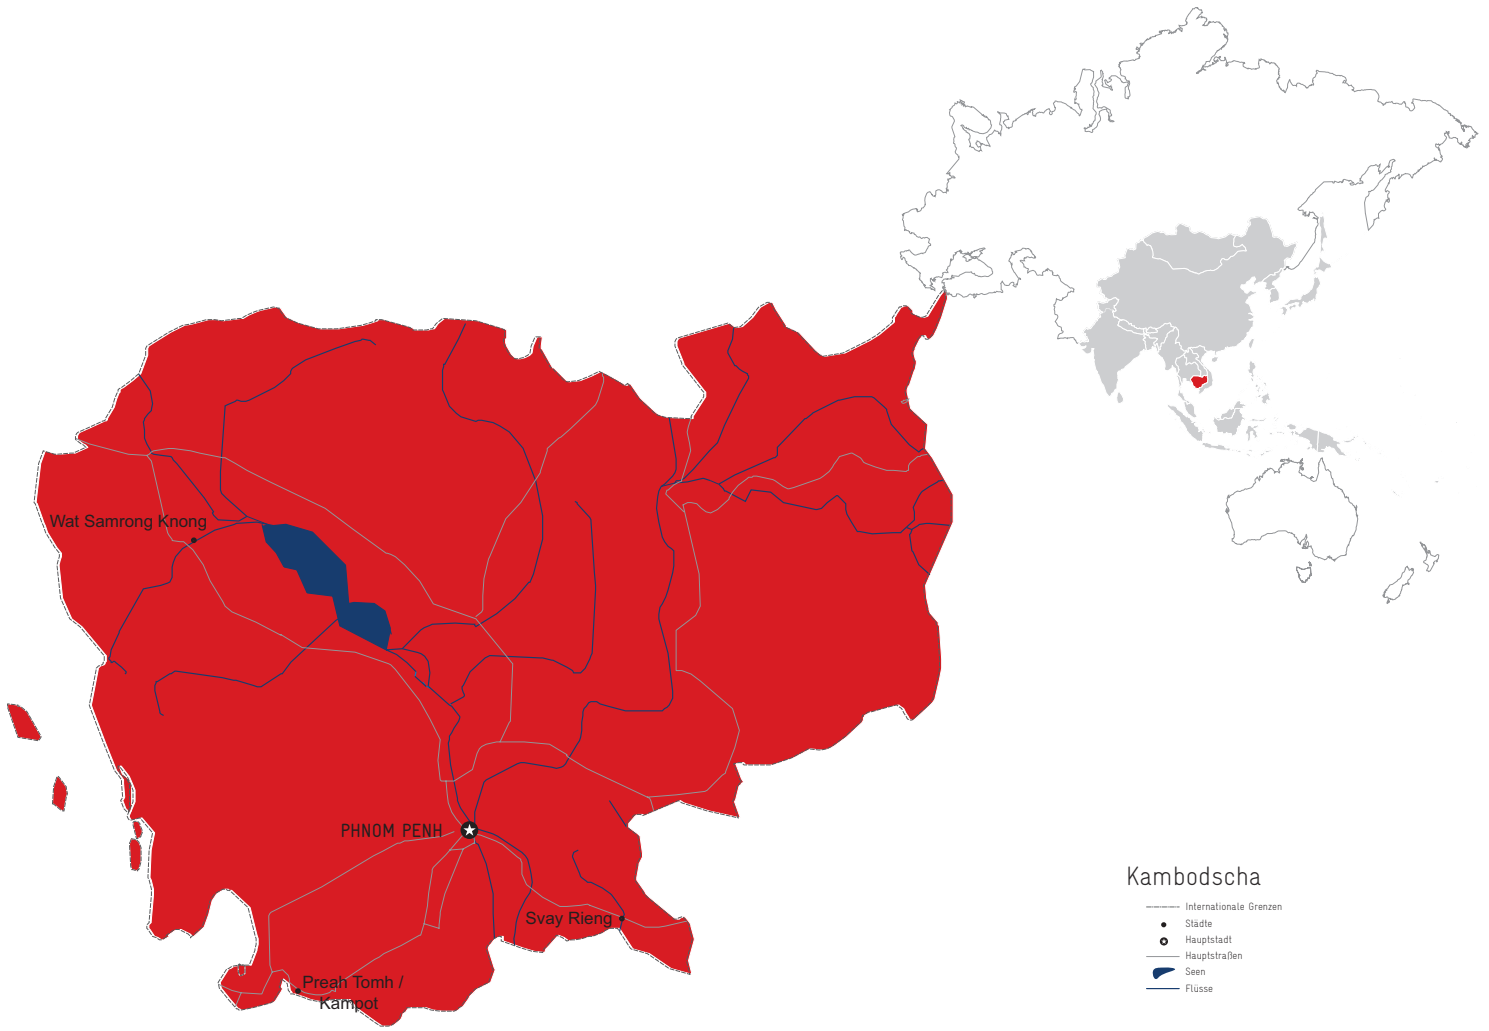 Wat Samrong Knong
PHNOM PENH
Svay Rieng
Preah Tomh /
Kampot
Kambodscha
Internationale Grenzen
Städte
Hauptstadt
Hauptstraßen
Seen
Flüsse